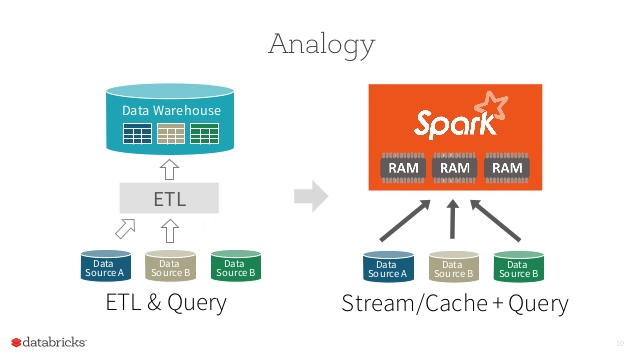 Analogy
Data Warehouse
ETL
Data
Source A
Data
Source B
Data
Source B
ETL & Query
Spark
RAM
RAM
RAM
Data
Source A
Data
Source B
Data
Source B
Stream/Cache + Query
databricks
10